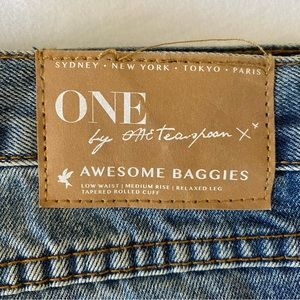 SYDNEY • NEW YORK • TOKYO • PARIS
ONE
by oneteaspoon x x
AWESOME BAGGIES
LOW WAIST | MEDIUM RISE | RELAXED LEG
TAPERED ROLLED CUFF